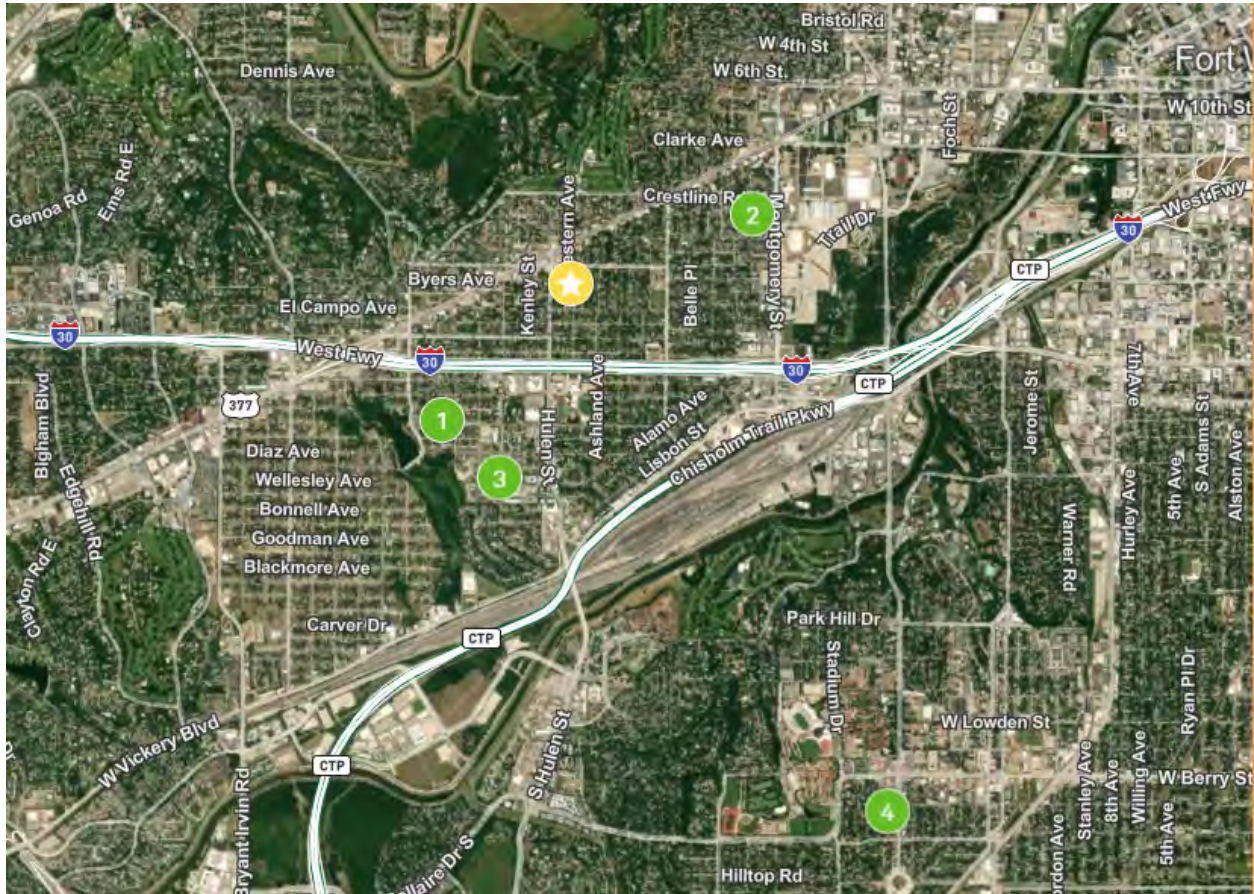 Bristol Rd
W 4th St
Fort W
Dennis Ave
W 6th St.
W 10th St
Clarke Ave
Foch St
Ems Rd E
Genoa Rd
Crestline R
2
Montgomery St
Trail Dr
West Fwy
30
estern Ave
CTP
Byers Ave
Kenley St
Belle Pl
El Campo Ave
30
West Fwy
30
30
7th Ave
CTP
377
Bigham Blvd
1
Ashland Ave
Alamo Ave
Jerome St
S Adams St
Hulen St
Lisbon St
Chisholm Trail Pkwy
Diaz Ave
Wellesley Ave
3
5th Ave
Alston Ave
Edgehill Rd
Bonnell Ave
Goodman Ave
Warner Rd
Hurley Ave
Blackmore Ave
Clayton Rd E
Carver Dr
CTP
Park Hill Dr
Stadium Dr
Ryan Pl Dr
W Vickery Blvd
S Hulen St
W Lowden St
CTP
Bryant Irvin Rd
W Berry St
Stanley Ave
8th Ave
Willing Ave
4
5th Ave
ellaire Dr S
Hilltop Rd
ordon Ave